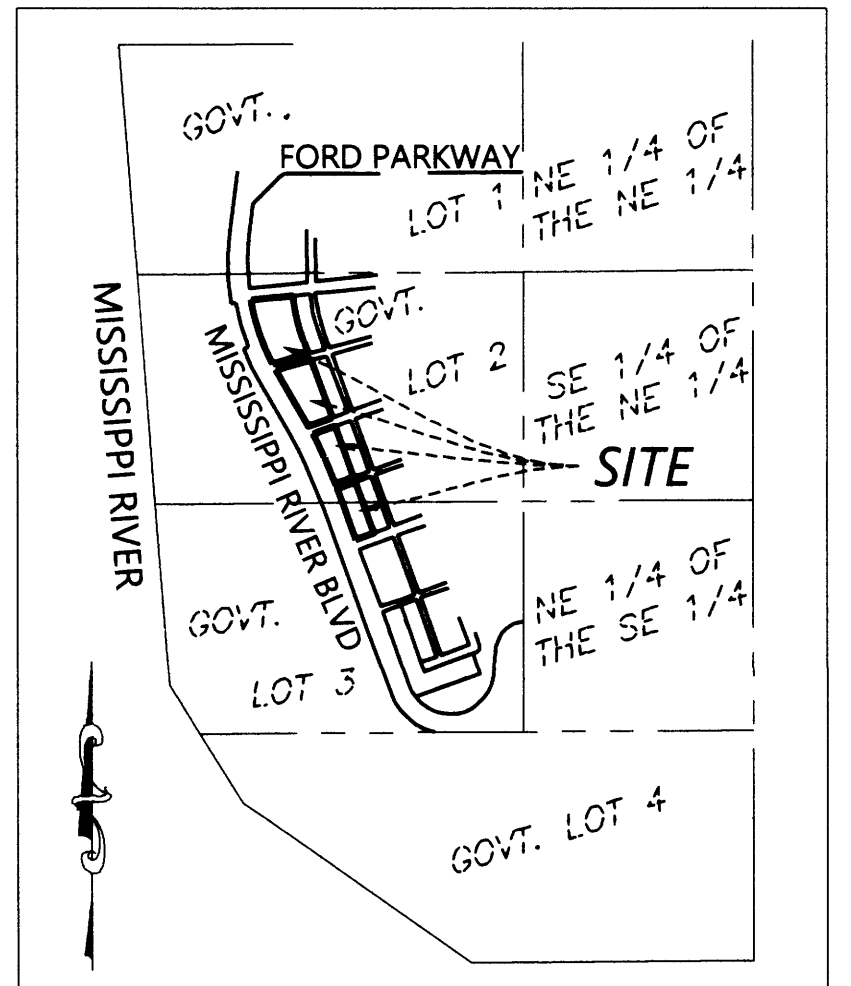 GOVT.
FORD PARKWAY
LOT 1
NE 1/4 OF
THE NE 1/4
MISSISSIPPI RIVER
MISSISSIPPI RIVER BLVD
GOVT.
LOT 2
SE 1/4 OF
THE NE 1/4
SITE
GOVT.
LOT 3
NE 1/4 OF
THE SE 1/4
GOVT. LOT 4